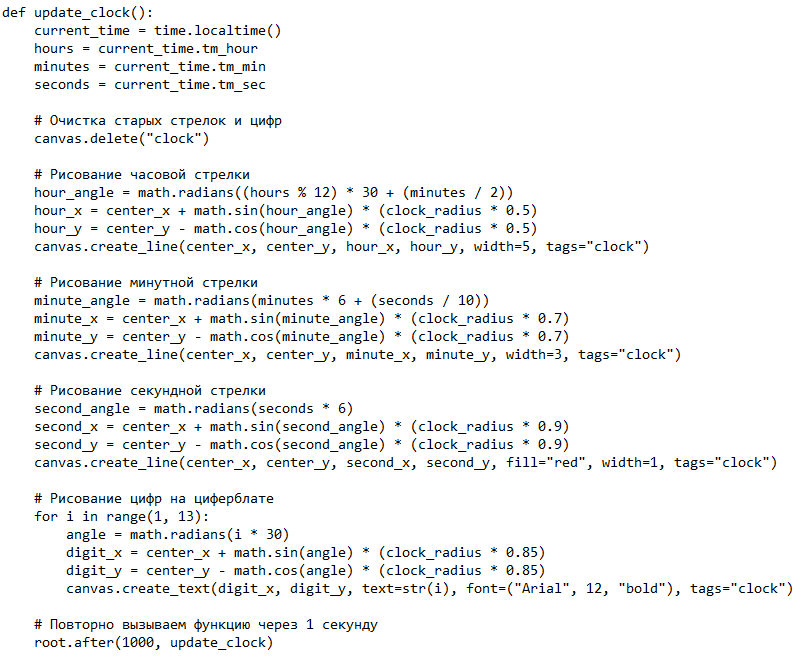 def update_clock():
    current_time = time.localtime()
    hours = current_time.tm_hour
    minutes = current_time.tm_min
    seconds = current_time.tm_sec

    # Очистка старых стрелок и цифр
    canvas.delete("clock")

    # Рисование часовой стрелки
    hour_angle = math.radians((hours % 12) * 30 + (minutes / 2))
    hour_x = center_x + math.sin(hour_angle) * (clock_radius * 0.5)
    hour_y = center_y - math.cos(hour_angle) * (clock_radius * 0.5)
    canvas.create_line(center_x, center_y, hour_x, hour_y, width=5, tags="clock")

    # Рисование минутной стрелки
    minute_angle = math.radians(minutes * 6 + (seconds / 10))
    minute_x = center_x + math.sin(minute_angle) * (clock_radius * 0.7)
    minute_y = center_y - math.cos(minute_angle) * (clock_radius * 0.7)
    canvas.create_line(center_x, center_y, minute_x, minute_y, width=3, tags="clock")

    # Рисование секундной стрелки
    second_angle = math.radians(seconds * 6)
    second_x = center_x + math.sin(second_angle) * (clock_radius * 0.9)
    second_y = center_y - math.cos(second_angle) * (clock_radius * 0.9)
    canvas.create_line(center_x, center_y, second_x, second_y, fill="red", width=1, tags="clock")

    # Рисование цифр на циферблате
    for i in range(1, 13):
        angle = math.radians(i * 30)
        digit_x = center_x + math.sin(angle) * (clock_radius * 0.85)
        digit_y = center_y - math.cos(angle) * (clock_radius * 0.85)
        canvas.create_text(digit_x, digit_y, text=str(i), font=("Arial", 12, "bold"), tags="clock")

    # Повторно вызываем функцию через 1 секунду
    root.after(1000, update_clock)